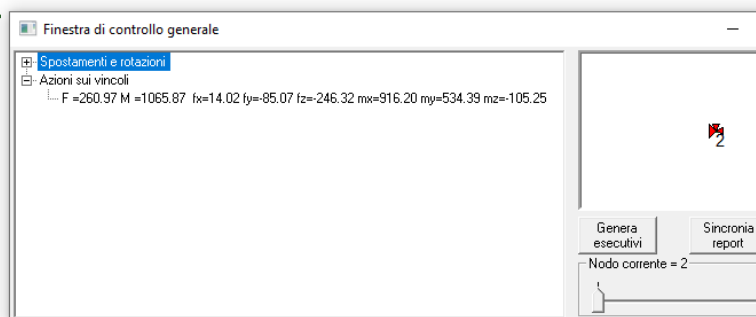 Finestra di controllo generale
Spostamenti e rotazioni
Azioni sui vincoli
F =260.97 M =1065.87 fx=14.02 fy=-85.07 fz=-246.32 mx=916.20 my=534.39 mz=-105.25
2
Genera esecutivi
Sincronia report
Nodo corrente = 2